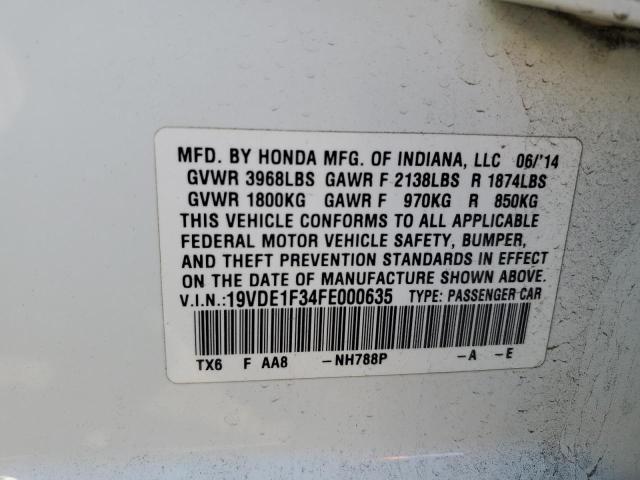 MFD. BY HONDA MFG. OF INDIANA, LLC 06/'14
GVWR 3968LBS GAWR F 2138LBS R 1874LBS
GVWR 1800KG GAWR F 970KG R 850KG
THIS VEHICLE CONFORMS TO ALL APPLICABLE
FEDERAL MOTOR VEHICLE SAFETY, BUMPER,
AND THEFT PREVENTION STANDARDS IN EFFECT
ON THE DATE OF MANUFACTURE SHOWN ABOVE.
V.I.N.:19VDE1F34FE000635 TYPE: PASSENGER CAR
TX6 F AA8 -NH788P -A -E